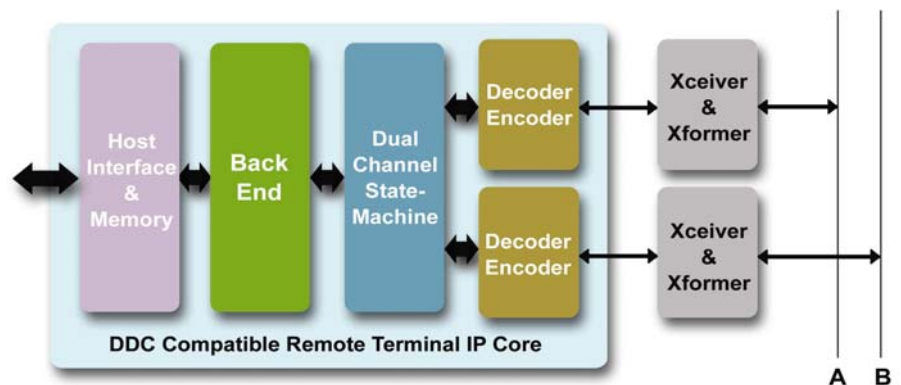 Host
Interface
&
Memory
Back
End
Dual
Channel
State-
Machine
Decoder
Encoder
Decoder
Encoder
Xceiver
&
Xformer
Xceiver
&
Xformer
DDC Compatible Remote Terminal IP Core
A
B